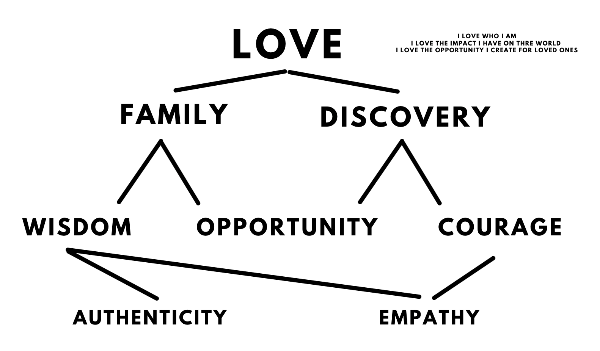 LOVE
I LOVE WHO I AM
I LOVE THE IMPACT I HAVE ON THRE WORLD
I LOVE THE OPPORTUNITY I CREATE FOR LOVED ONES
FAMILY
DISCOVERY
WISDOM
OPPORTUNITY
COURAGE
AUTHENTICITY
EMPATHY